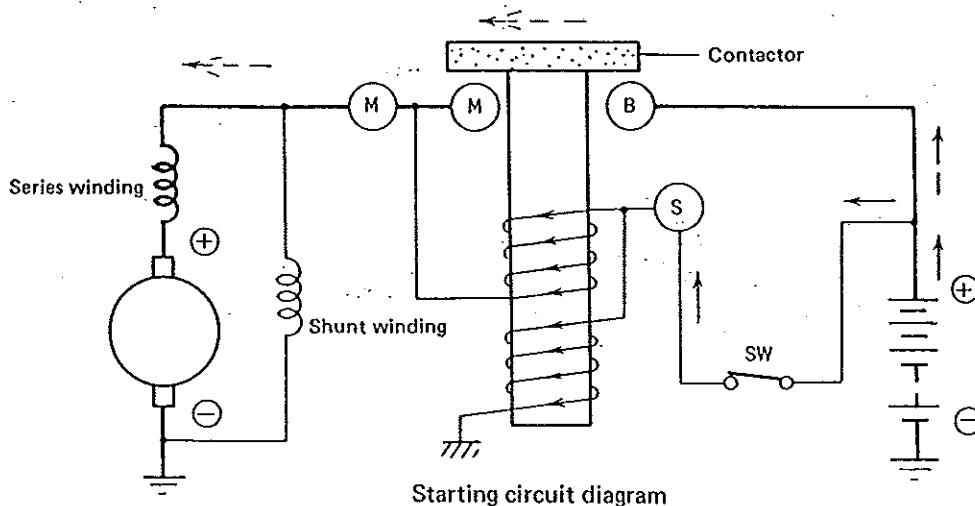 Contactor
M
M
B
Series winding
S
+
+
Shunt winding
SW
−
−
Starting circuit diagram